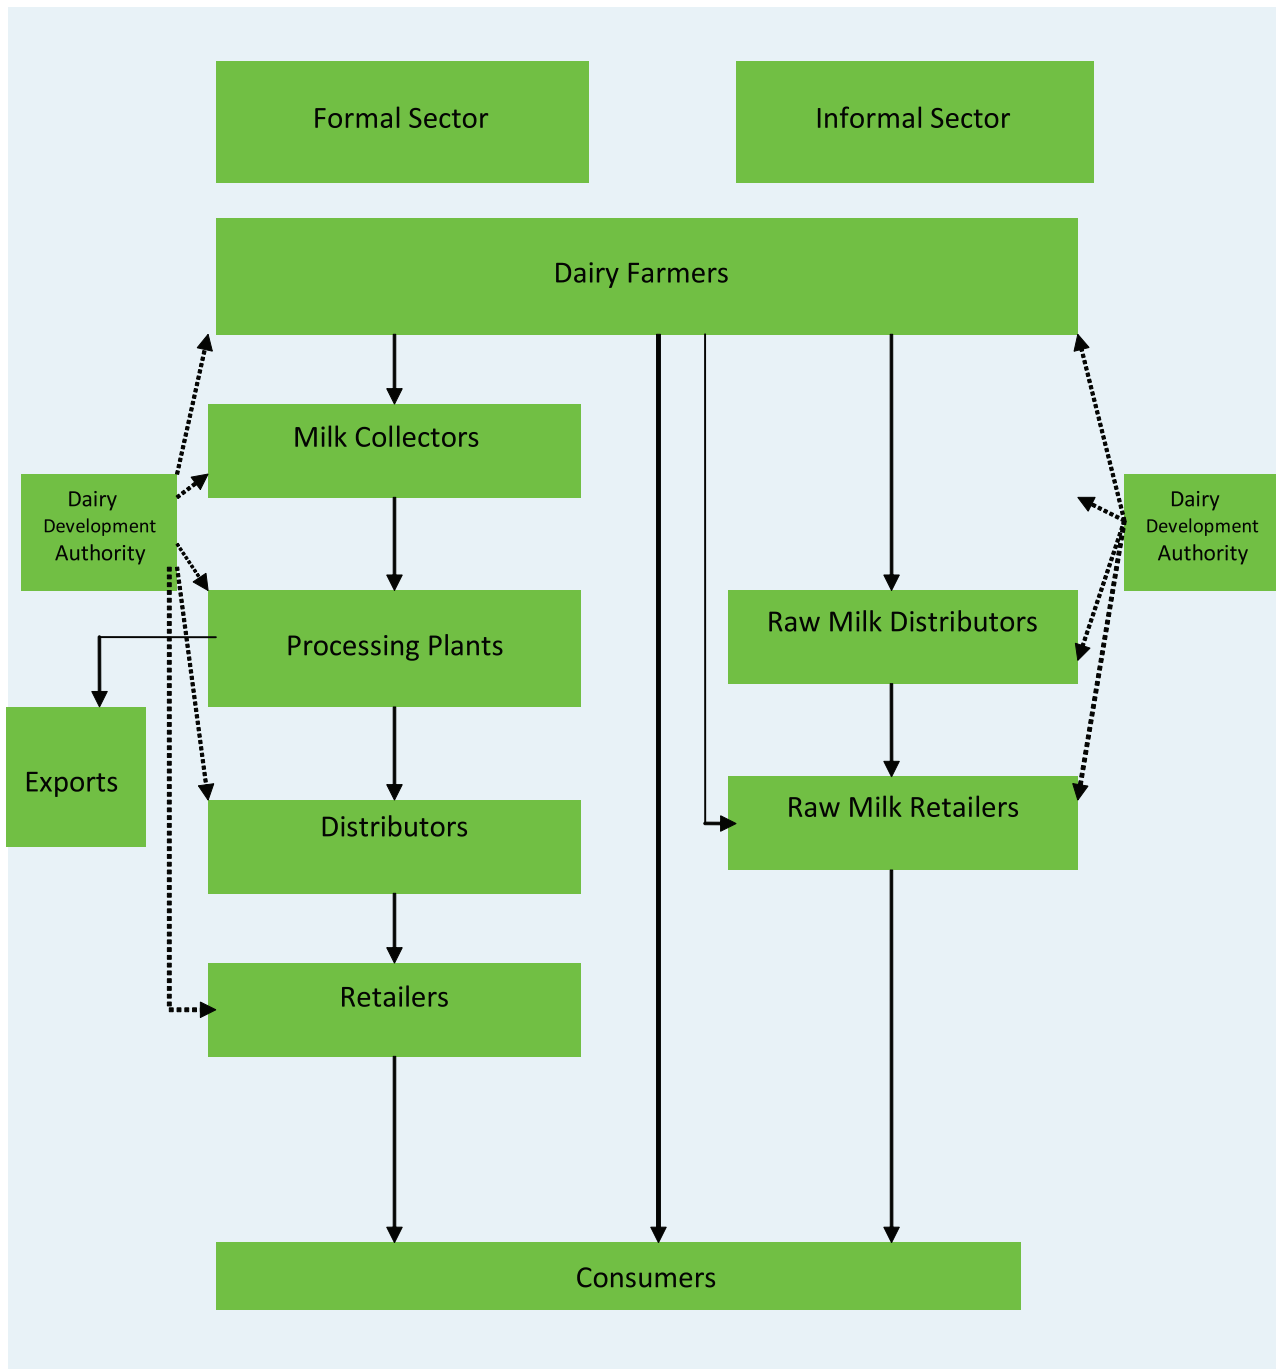 Formal Sector
Informal Sector
Dairy Farmers
Milk Collectors
Dairy
Development
Authority
Dairy
Development
Authority
Processing Plants
Raw Milk Distributors
Exports
Distributors
Raw Milk Retailers
Retailers
Consumers